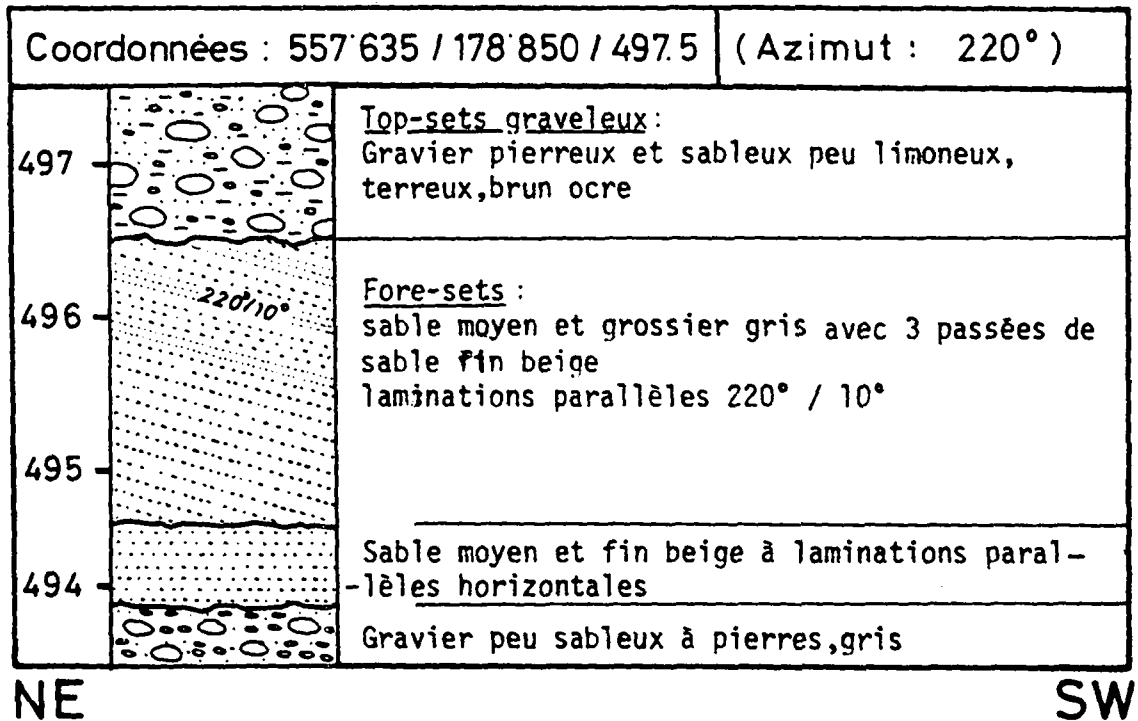 Coordonnées : 557'635 / 178'850 / 497.5 (Azimut : 220°)
Top-sets graveleux :
497
Gravier pierreux et sableux peu limoneux,
terreux,brun ocre
220°/10°
Fore-sets :
496
sable moyen et grossier gris avec 3 passées de
sable fin beige
laminations parallèles 220° / 10°
495
Sable moyen et fin beige à laminations paral-
494
-lèles horizontales
Gravier peu sableux à pierres,gris
NE SW